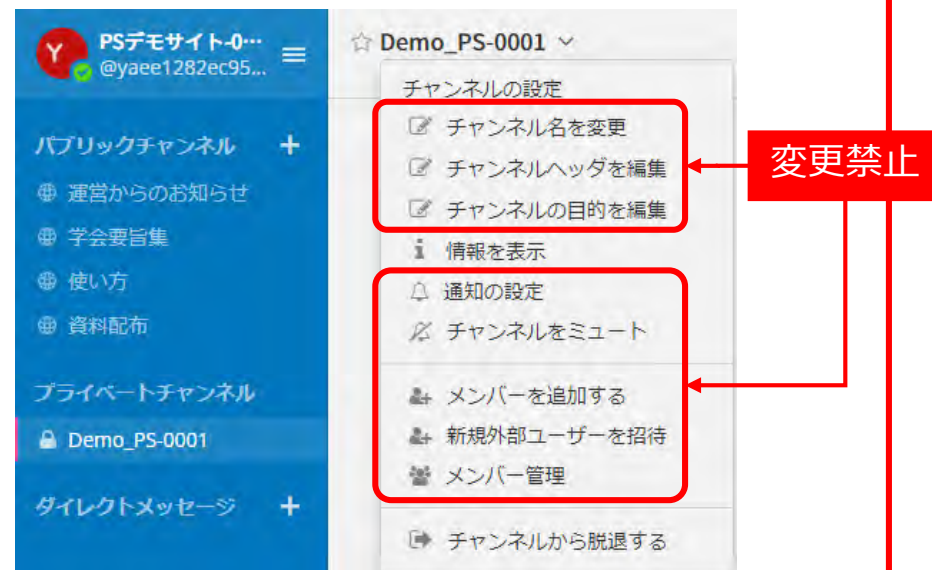 Y
PSデモサイト-0…
@yaee1282ec95...
パブリックチャンネル +
運営からのお知らせ
学会要旨集
使い方
資料配布
プライベートチャンネル
Demo_PS-0001
ダイレクトメッセージ +
Demo_PS-0001
チャンネルの設定
チャンネル名を変更
チャンネルヘッダを編集
チャンネルの目的を編集
情報を表示
通知の設定
チャンネルをミュート
メンバーを追加する
新規外部ユーザーを招待
メンバー管理
チャンネルから脱退する
変更禁止